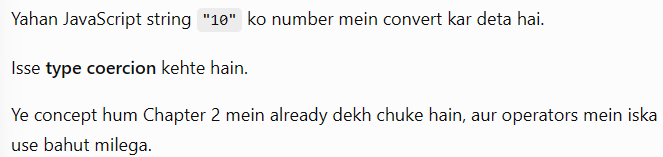 Yahan JavaScript string "10" ko number mein convert kar deta hai.
Isse type coercion kehte hain.
Ye concept hum Chapter 2 mein already dekh chuke hain, aur operators mein iska
use bahut milega.